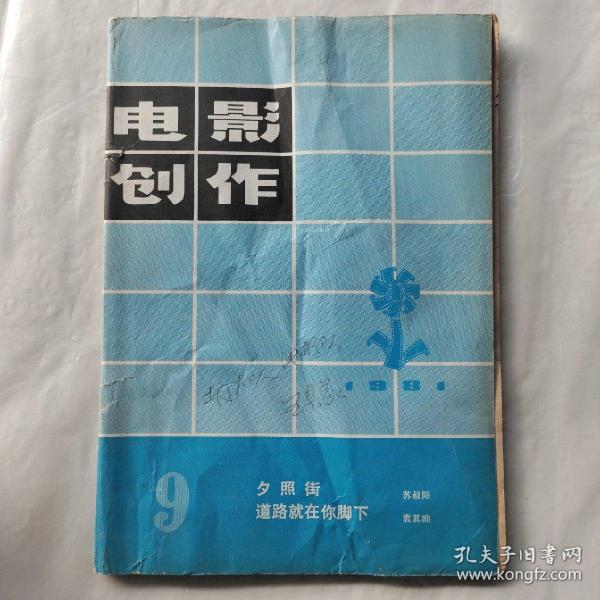 电影
创作
1981
9
夕照街 苏叔阳
道路就在你脚下 袁其励
孔夫子旧书网
www.kongfz.com